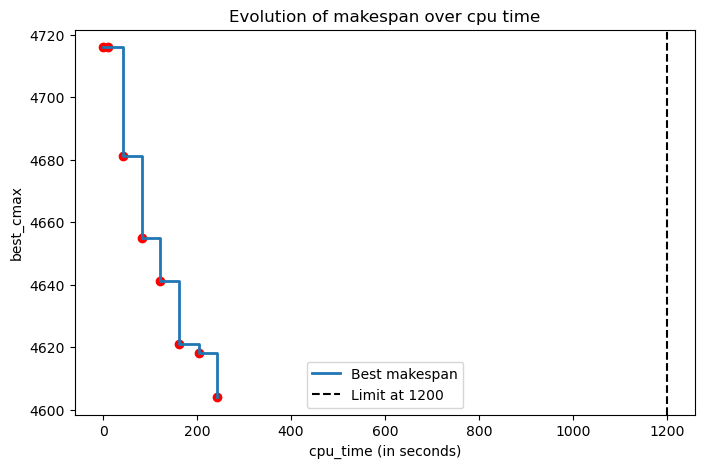 Evolution of makespan over cpu time
best_cmax
4720
4700
4680
4660
4640
4620
4600
Best makespan
Limit at 1200
0 200 400 600 800 1000 1200
cpu_time (in seconds)